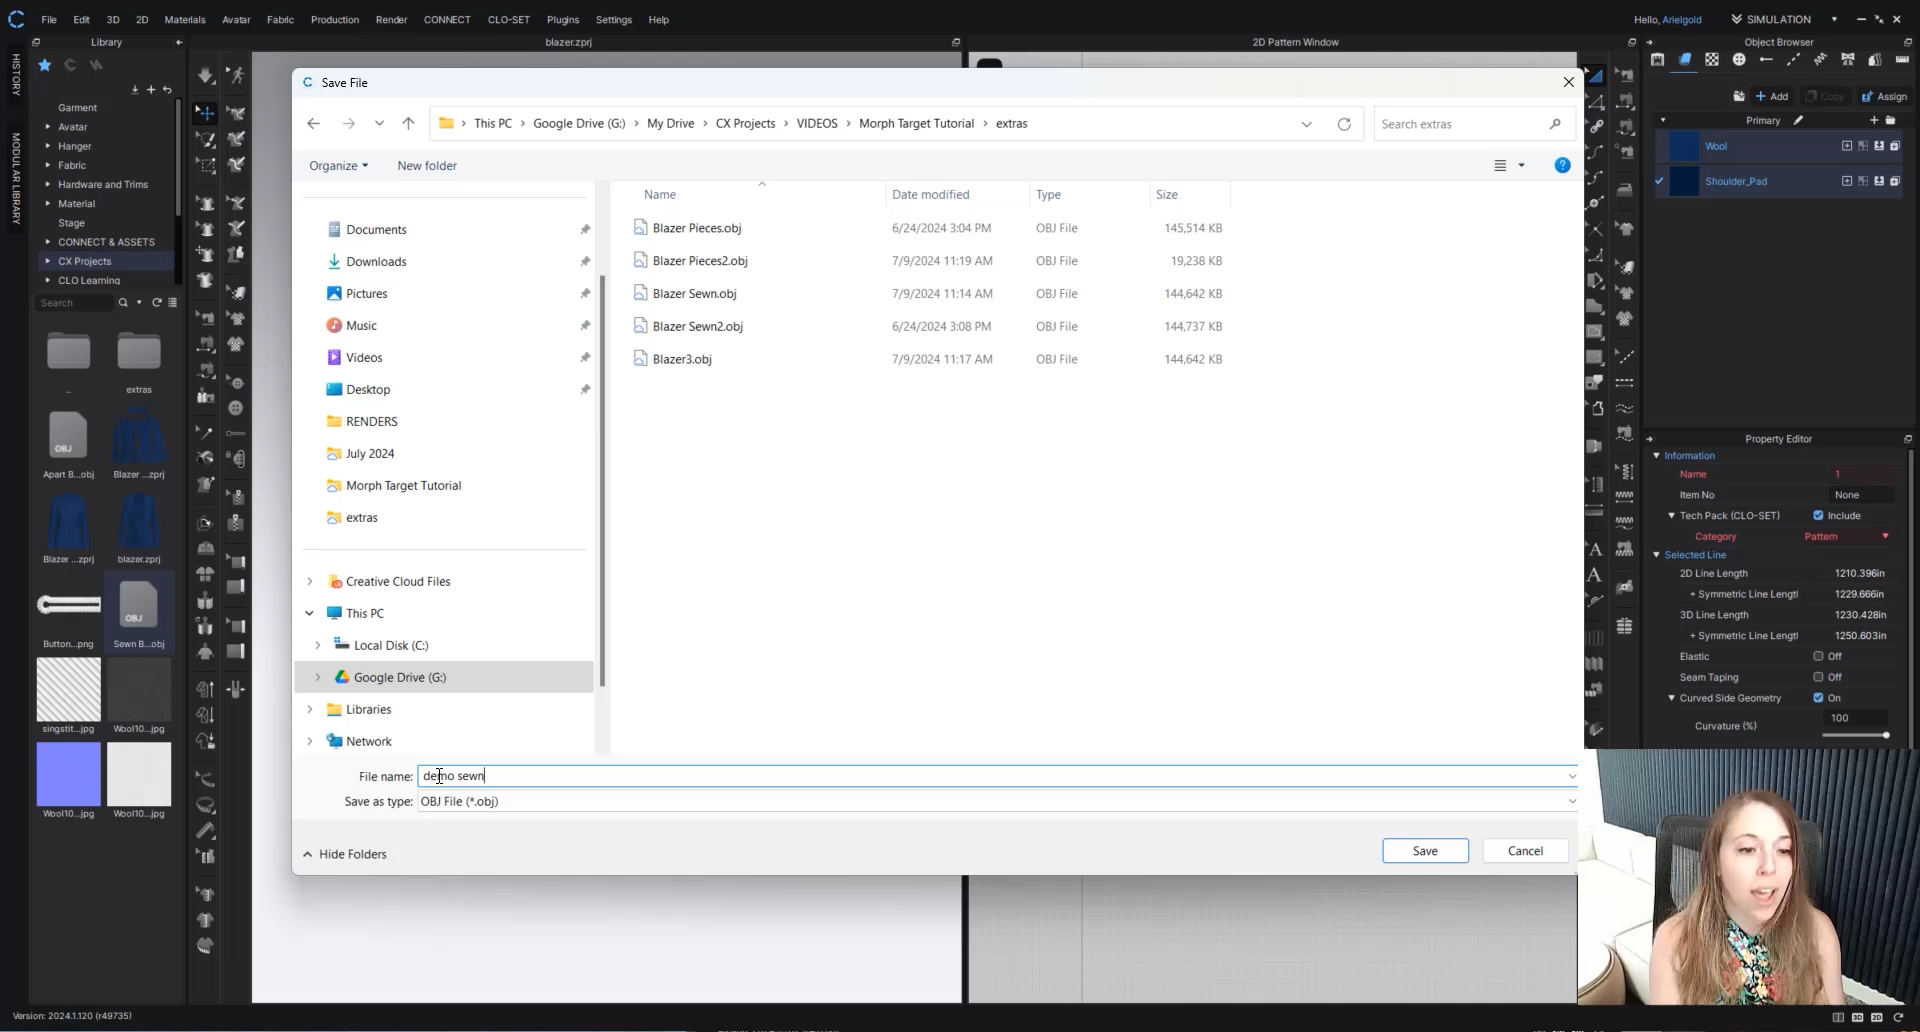 File Edit 3D 2D Materials Avatar Fabric Production Render CONNECT CLO-SET Plugins Settings Help
Hello, Arielgold SIMULATION
Library
blazer.zprj
2D Pattern Window
Object Browser
HISTORY
MODULAR LIBRARY
Garment
Avatar
Hanger
Fabric
Hardware and Trims
Material
Stage
CONNECT & ASSETS
CX Projects
CLO Learning
Search
..
extras
Apart B...obj
Blazer ...zprj
Blazer ...zprj
blazer.zprj
Button...png
OBJ
OBJ
Sewn B...obj
singstit...jpg
Wool10...jpg
Wool10...jpg
Wool10...jpg
Save File
This PC > Google Drive (G:) > My Drive > CX Projects > VIDEOS > Morph Target Tutorial > extras
Search extras
Organize
New folder
Documents
Downloads
Pictures
Music
Videos
Desktop
RENDERS
July 2024
Morph Target Tutorial
extras
Creative Cloud Files
This PC
Local Disk (C:)
Google Drive (G:)
Libraries
Network
Name Date modified Type Size
Blazer Pieces.obj 6/24/2024 3:04 PM OBJ File 145,514 KB
Blazer Pieces2.obj 7/9/2024 11:19 AM OBJ File 19,238 KB
Blazer Sewn.obj 7/9/2024 11:14 AM OBJ File 144,642 KB
Blazer Sewn2.obj 6/24/2024 3:08 PM OBJ File 144,737 KB
Blazer3.obj 7/9/2024 11:17 AM OBJ File 144,642 KB
File name: demo sewn
Save as type: OBJ File (*.obj)
Hide Folders
Save
Cancel
+ Add Copy Assign
Primary
Wool
Shoulder_Pad
Property Editor
Information
Name 1
Item No None
Tech Pack (CLO-SET) Include
Category Pattern
Selected Line
2D Line Length 1210.396in
+ Symmetric Line Lengtl 1229.666in
3D Line Length 1230.428in
+ Symmetric Line Lengtl 1250.603in
Elastic Off
Seam Taping Off
Curved Side Geometry On
Curvature (%) 100
Version: 2024.1.120 (r49735)
3D 2D